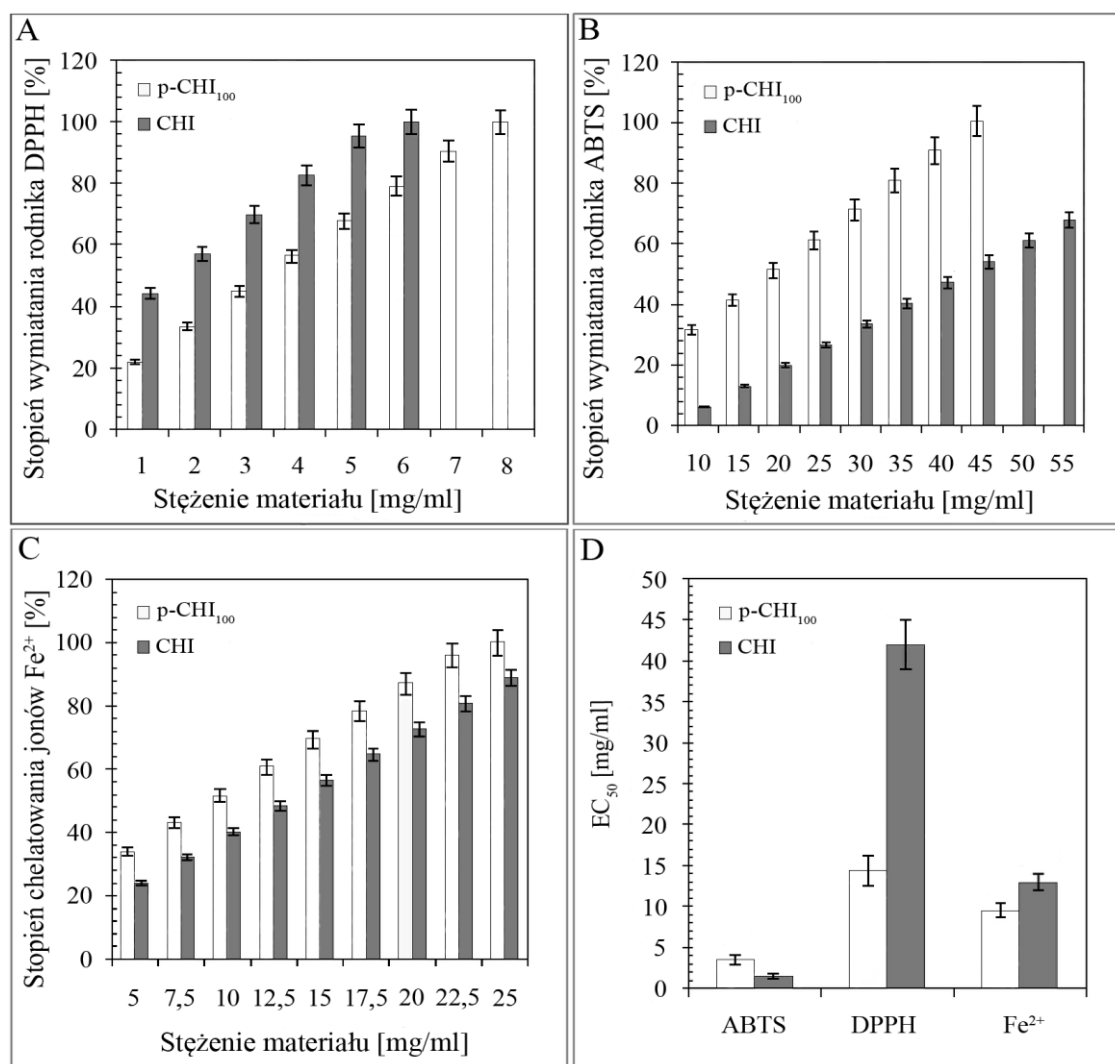 A
Stopień wymiatania rodnika DPPH [%]
120
100
80
60
40
20
0
p-CHI₁₀₀
CHI
1 2 3 4 5 6 7 8
Stężenie materiału [mg/ml]
B
Stopień wymiatania rodnika ABTS [%]
120
100
80
60
40
20
0
p-CHI₁₀₀
CHI
10 15 20 25 30 35 40 45 50 55
Stężenie materiału [mg/ml]
C
Stopień chelatowania jonów Fe²⁺ [%]
120
100
80
60
40
20
0
p-CHI₁₀₀
CHI
5 7,5 10 12,5 15 17,5 20 22,5 25
Stężenie materiału [mg/ml]
D
EC₅₀ [mg/ml]
50
45
40
35
30
25
20
15
10
5
0
p-CHI₁₀₀
CHI
ABTS DPPH Fe²⁺